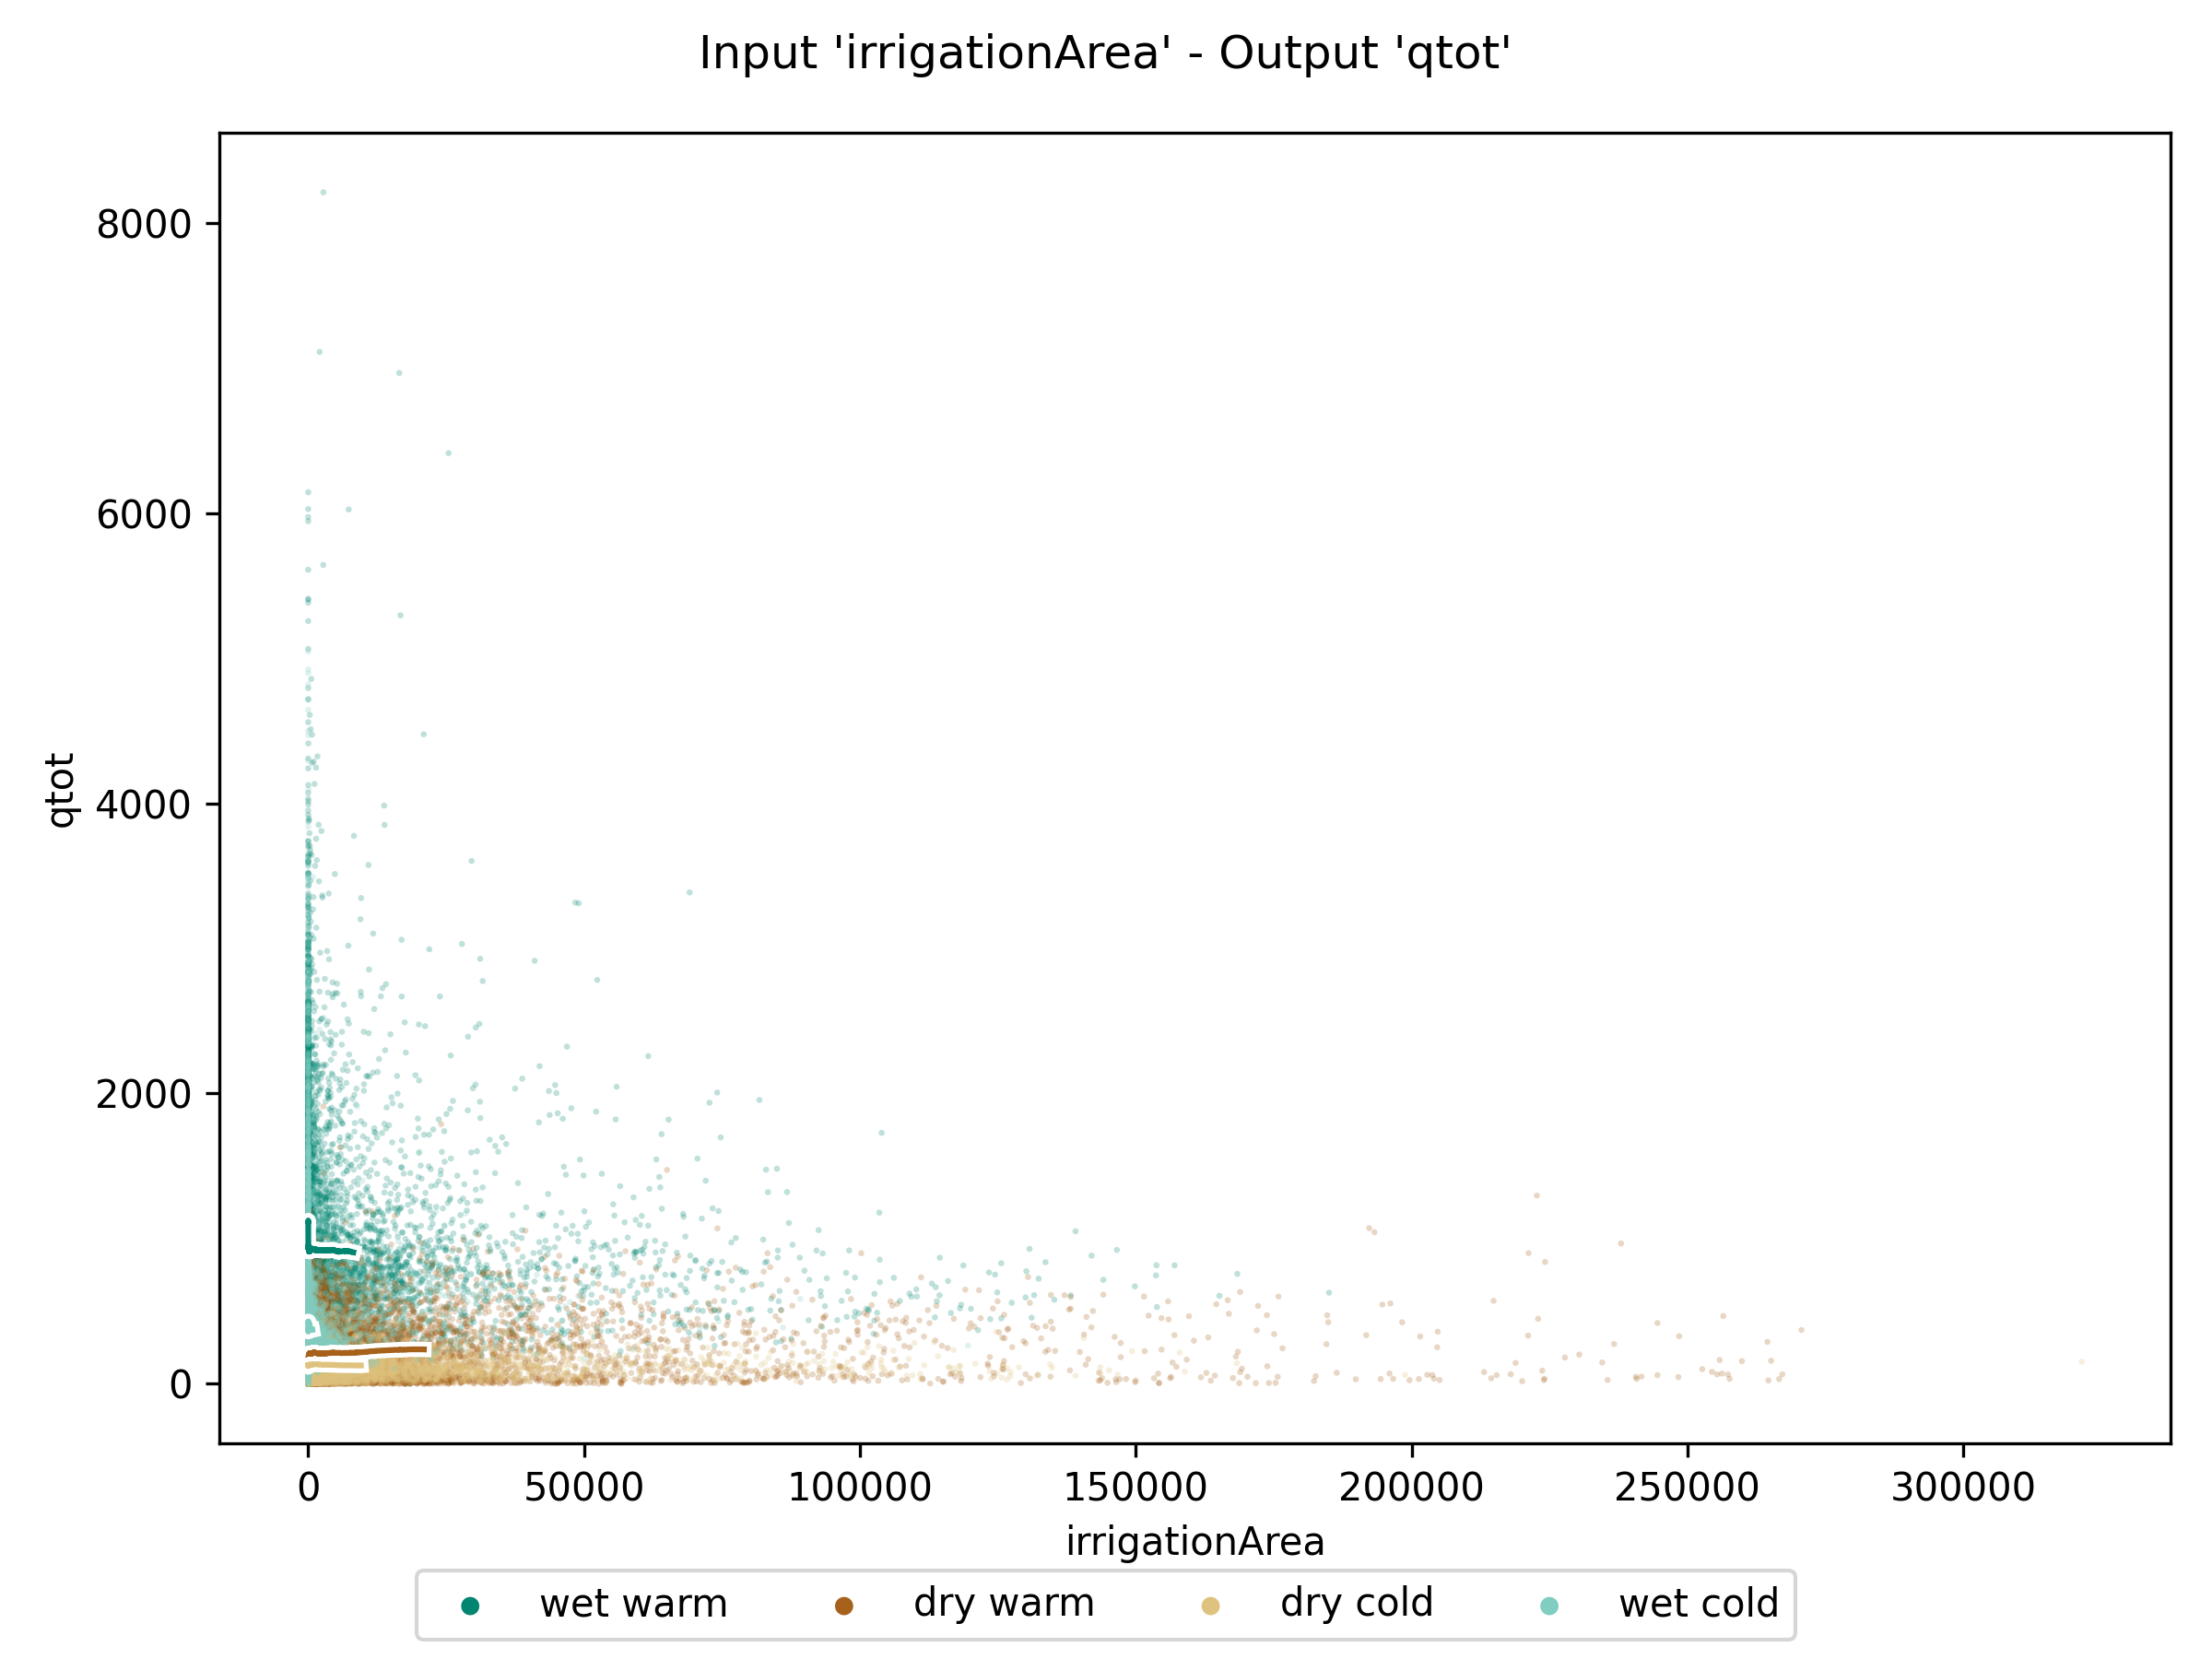 Input 'irrigationArea' - Output 'qtot'
8000
6000
4000
2000
0
qtot
0 50000 100000 150000 200000 250000 300000
irrigationArea
wet warm dry warm dry cold wet cold